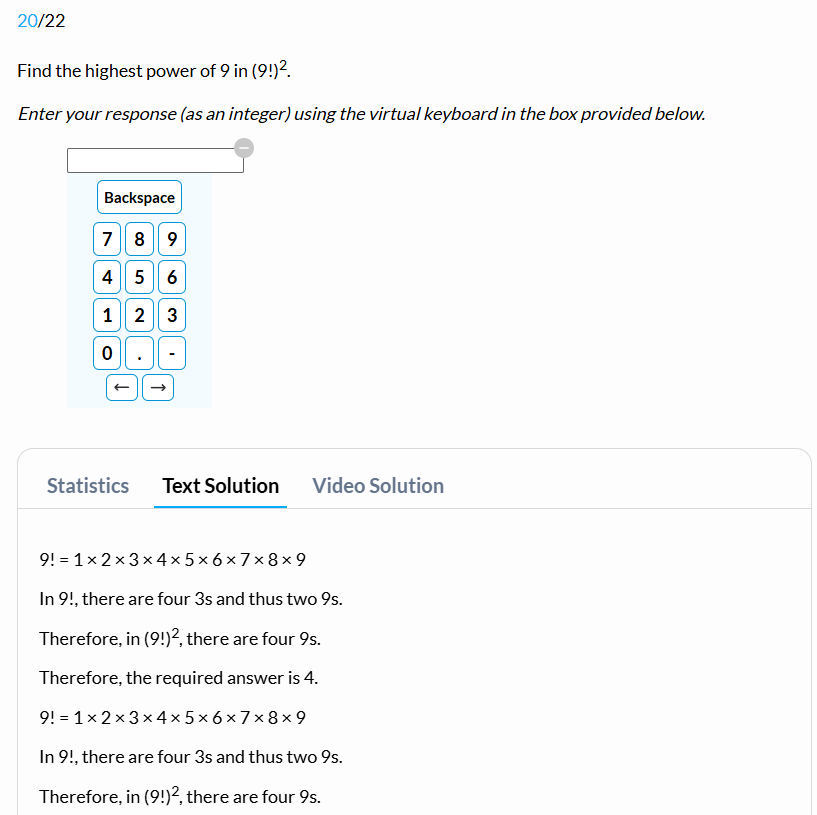 20/22
Find the highest power of 9 in (9!)².
Enter your response (as an integer) using the virtual keyboard in the box provided below.
−
Backspace
7 8 9
4 5 6
1 2 3
0 . -
← →
Statistics Text Solution Video Solution
9! = 1 × 2 × 3 × 4 × 5 × 6 × 7 × 8 × 9
In 9!, there are four 3s and thus two 9s.
Therefore, in (9!)², there are four 9s.
Therefore, the required answer is 4.
9! = 1 × 2 × 3 × 4 × 5 × 6 × 7 × 8 × 9
In 9!, there are four 3s and thus two 9s.
Therefore, in (9!)², there are four 9s.